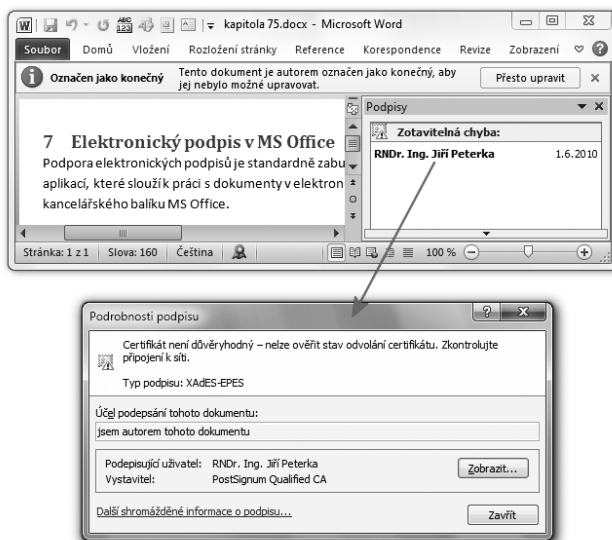 kapitola 75.docx - Microsoft Word
Soubor Domů Vložení Rozložení stránky Reference Korespondence Revize Zobrazení
Označen jako konečný Tento dokument je autorem označen jako konečný, aby jej nebylo možné upravovat. Přesto upravit
Podpisy
Zotavitelná chyba:
RNDr. Ing. Jiří Peterka 1.6.2010
7 Elektronický podpis v MS Office
Podpora elektronických podpisů je standardně zabu
aplikací, které slouží k práci s dokumenty v elektron
kancelářského balíku MS Office.
Stránka: 1 z 1 Slova: 160 Čeština 100 %
Podrobnosti podpisu
Certifikát není důvěryhodný – nelze ověřit stav odvolání certifikátu. Zkontrolujte
připojení k síti.
Typ podpisu: XAdES-EPES
Účel podepsání tohoto dokumentu:
jsem autorem tohoto dokumentu
Podepisující uživatel: RNDr. Ing. Jiří Peterka
Vystavitel: PostSignum Qualified CA
Zobrazit...
Další shromážděné informace o podpisu...
Zavřít